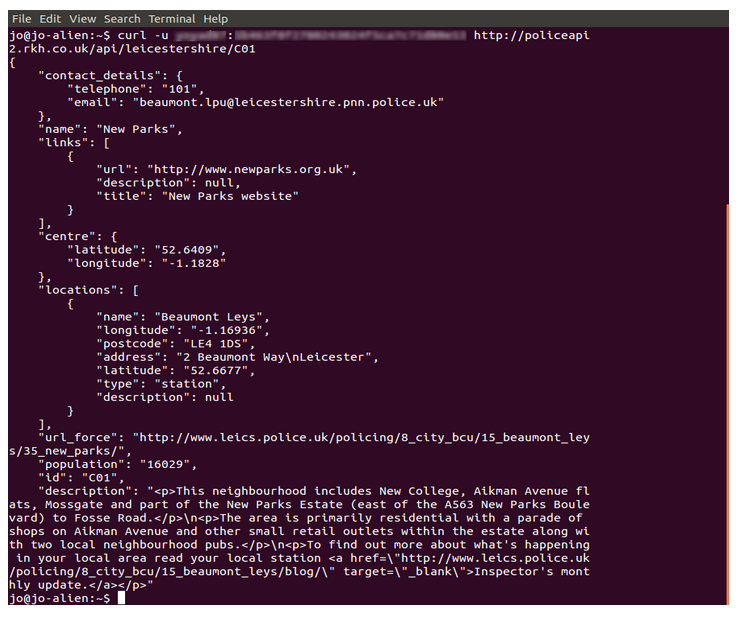 File Edit View Search Terminal Help
jo@jo-alien:~$ curl -u : http://policeapi
2.rkh.co.uk/api/leicestershire/C01
{
    "contact_details": {
        "telephone": "101",
        "email": "beaumont.lpu@leicestershire.pnn.police.uk"
    },
    "name": "New Parks",
    "links": [
        {
            "url": "http://www.newparks.org.uk",
            "description": null,
            "title": "New Parks website"
        }
    ],
    "centre": {
        "latitude": "52.6409",
        "longitude": "-1.1828"
    },
    "locations": [
        {
            "name": "Beaumont Leys",
            "longitude": "-1.16936",
            "postcode": "LE4 1DS",
            "address": "2 Beaumont Way\nLeicester",
            "latitude": "52.6677",
            "type": "station",
            "description": null
        }
    ],
    "url_force": "http://www.leics.police.uk/policing/8_city_bcu/15_beaumont_ley
s/35_new_parks/",
    "population": "16029",
    "id": "C01",
    "description": "<p>This neighbourhood includes New College, Aikman Avenue fl
ats, Mossgate and part of the New Parks Estate (east of the A563 New Parks Boule
vard) to Fosse Road.</p>\n<p>The area is primarily residential with a parade of 
shops on Aikman Avenue and other small retail outlets within the estate along wi
th two local neighbourhood pubs.</p>\n<p>To find out more about what's happening
 in your local area read your local station <a href=\"http://www.leics.police.uk
/policing/8_city_bcu/15_beaumont_leys/blog/\" target=\"_blank\">Inspector's mont
hly update.</a></p>"
jo@jo-alien:~$